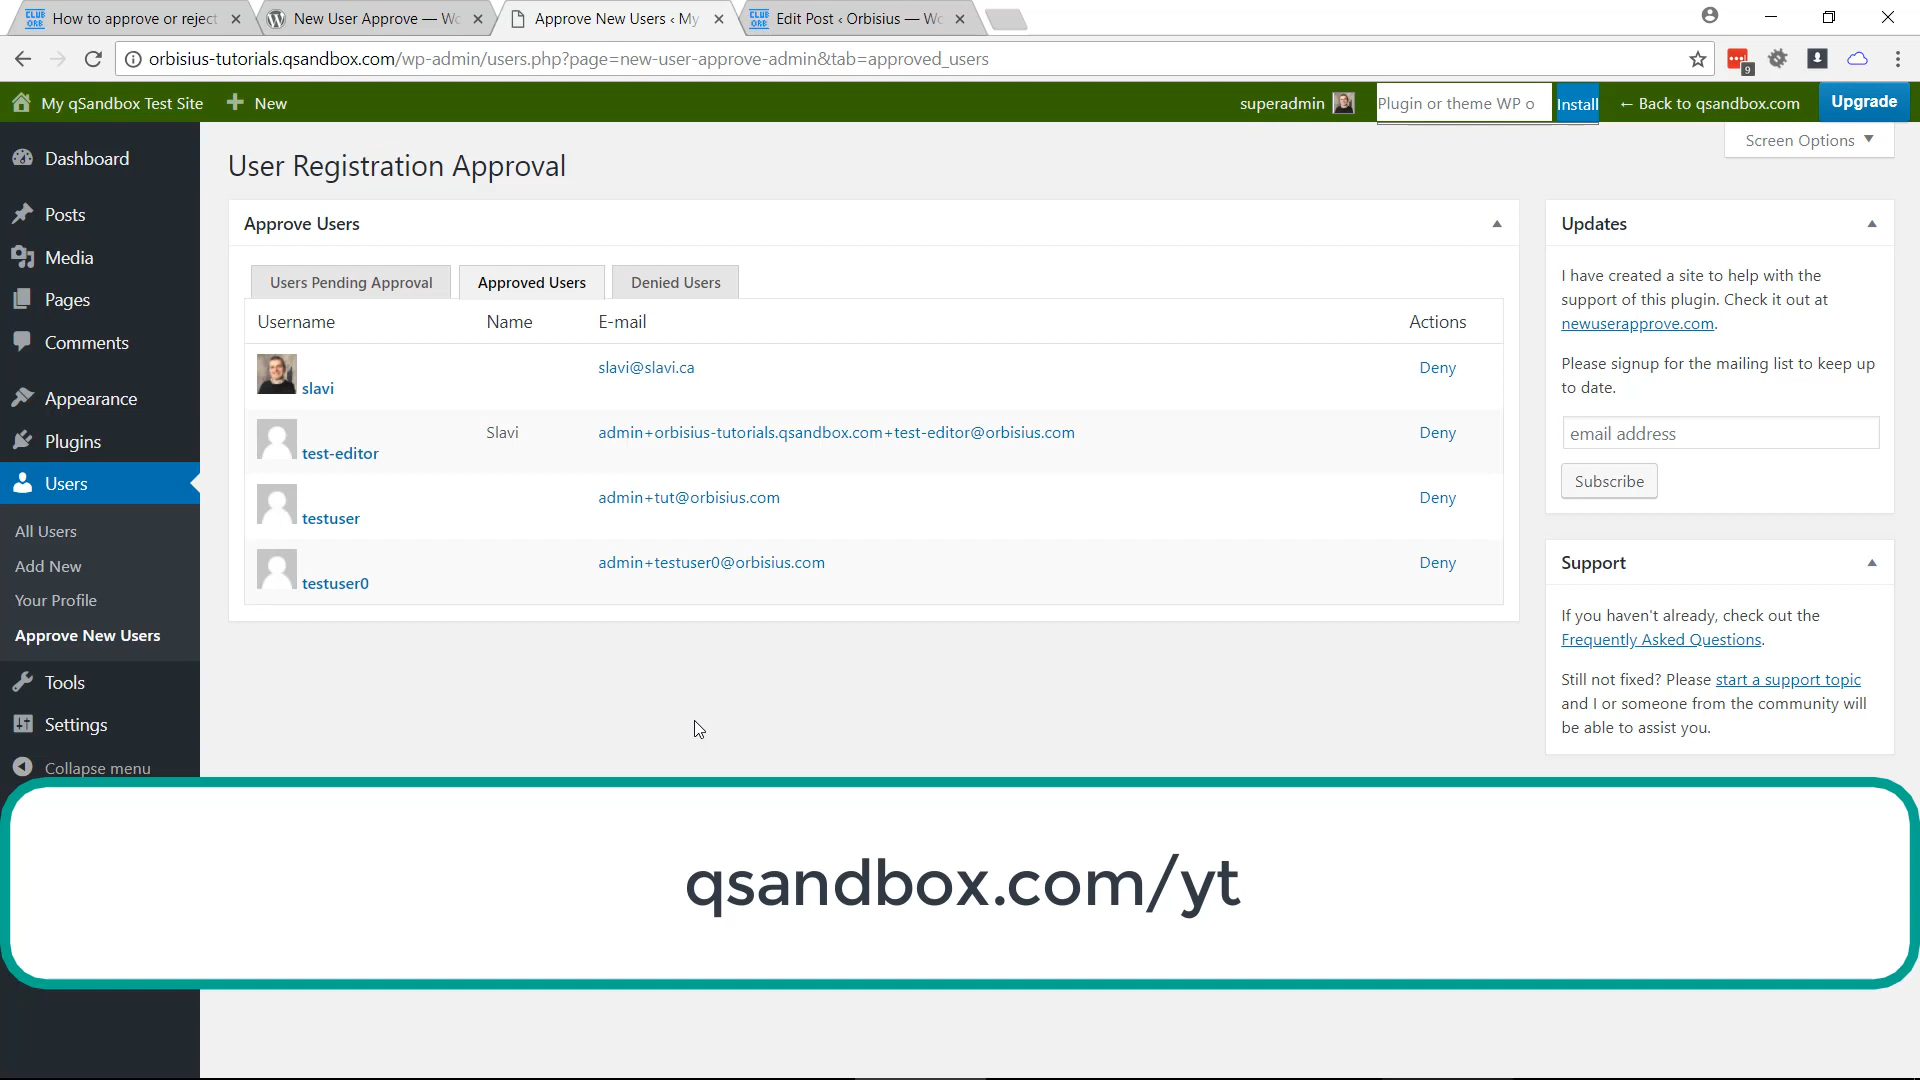 How to approve or reject
New User Approve — Wo
Approve New Users ‹ My
Edit Post ‹ Orbisius — Wo
orbisius-tutorials.qsandbox.com/wp-admin/users.php?page=new-user-approve-admin&tab=approved_users
9
My qSandbox Test Site
New
superadmin
Plugin or theme WP o
Install
← Back to qsandbox.com
Upgrade
Screen Options
Dashboard
Posts
Media
Pages
Comments
Appearance
Plugins
Users
All Users
Add New
Your Profile
Approve New Users
Tools
Settings
Collapse menu
User Registration Approval
Approve Users
Users Pending Approval
Approved Users
Denied Users
Username Name E-mail Actions
slavi slavi@slavi.ca Deny
test-editor Slavi admin+orbisius-tutorials.qsandbox.com+test-editor@orbisius.com Deny
testuser admin+tut@orbisius.com Deny
testuser0 admin+testuser0@orbisius.com Deny
Updates
I have created a site to help with the
support of this plugin. Check it out at
newuserapprove.com.
Please signup for the mailing list to keep up
to date.
email address
Subscribe
Support
If you haven't already, check out the
Frequently Asked Questions.
Still not fixed? Please start a support topic
and I or someone from the community will
be able to assist you.
qsandbox.com/yt